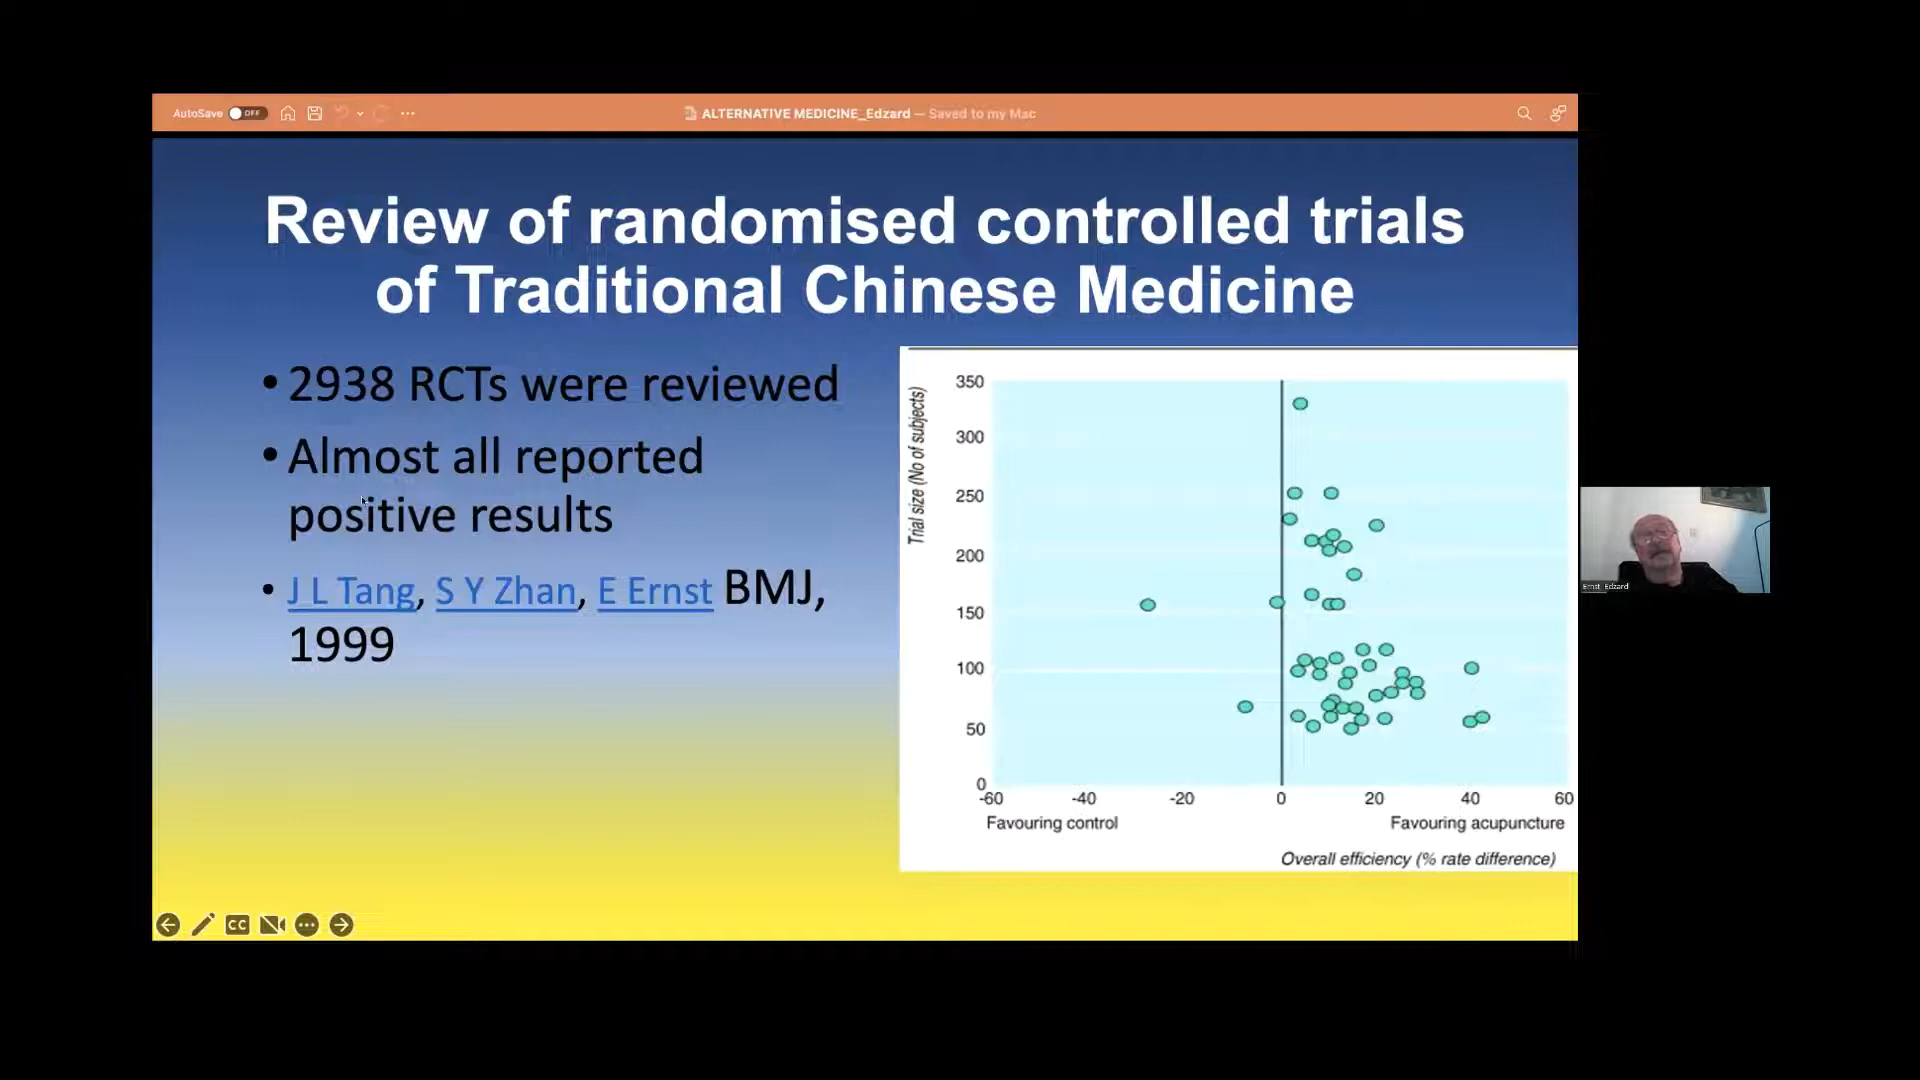 AutoSave OFF
ALTERNATIVE MEDICINE_Edzard — Saved to my Mac
Review of randomised controlled trials
of Traditional Chinese Medicine
• 2938 RCTs were reviewed
• Almost all reported
positive results
• J L Tang, S Y Zhan, E Ernst BMJ,
1999
Trial size (No of subjects)
350
300
250
200
150
100
50
0
-60 -40 -20 0 20 40 60
Favouring control Favouring acupuncture
Overall efficiency (% rate difference)
CC
Ernst_Edzard